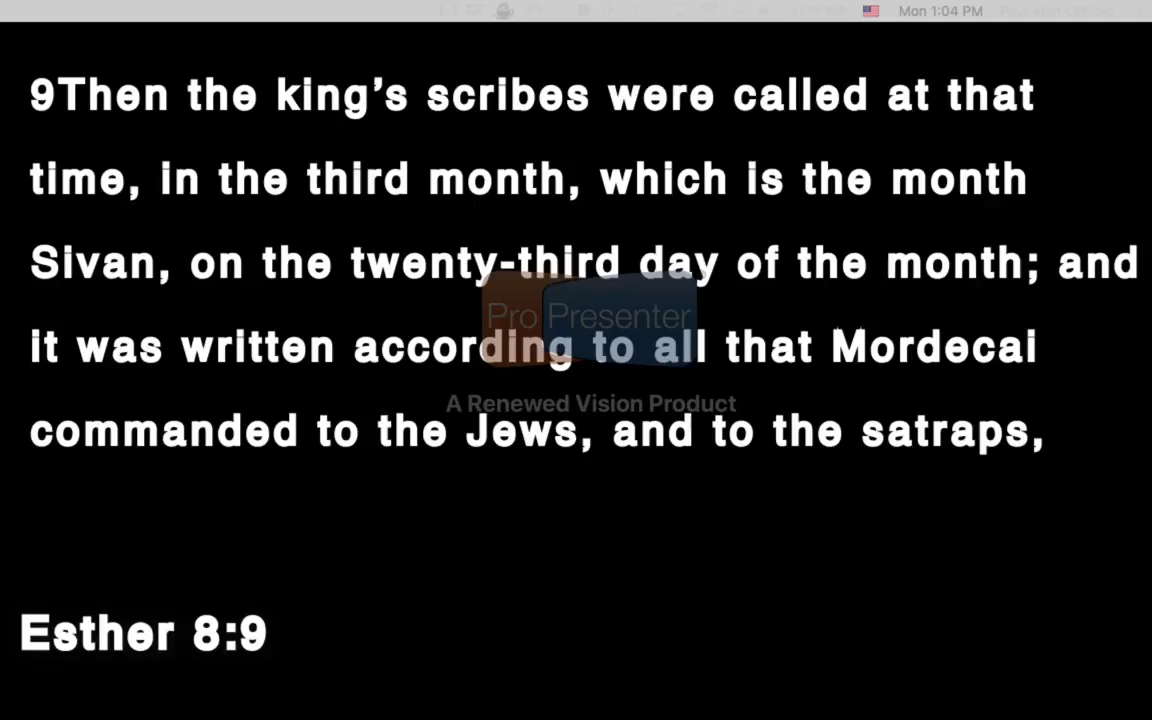 Mon 1:04 PM
9Then the king’s scribes were called at that
time, in the third month, which is the month
Sivan, on the twenty-third day of the month; and
it was written according to all that Mordecai
commanded to the Jews, and to the satraps,
ProPresenter
A Renewed Vision Product
Esther 8:9